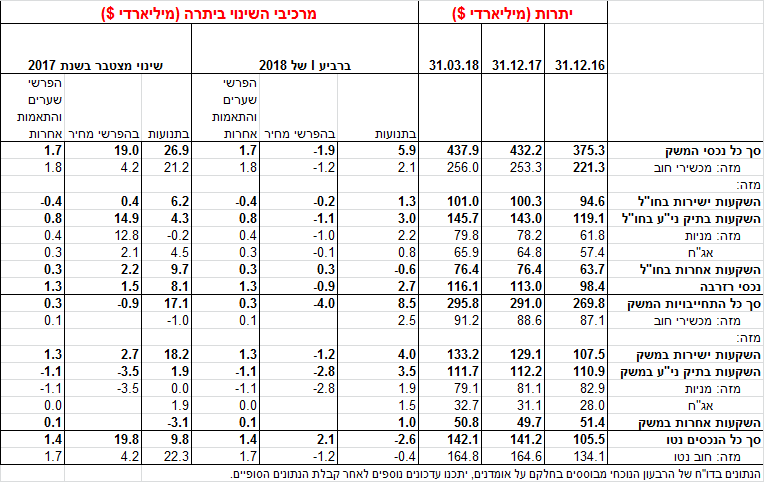 יתרות (מיליארדי $) מרכיבי השינוי ביתרה (מיליארדי $)
31.12.16 31.12.17 31.03.18 ברביע I של 2018 שינוי מצטבר בשנת 2017
בתנועות בהפרשי מחיר הפרשי שערים והתאמות אחרות בתנועות בהפרשי מחיר הפרשי שערים והתאמות אחרות
סך כל נכסי המשק 375.3 432.2 437.9 5.9 -1.9 1.7 26.9 19.0 1.7
מזה: מכשירי חוב 221.3 253.3 256.0 2.1 -1.2 1.8 21.2 4.2 1.8
מזה:
השקעות ישירות בחו"ל 94.6 100.3 101.0 1.3 -0.2 -0.4 6.2 0.4 -0.4
השקעות בתיק ני"ע בחו"ל 119.1 143.0 145.7 3.0 -1.1 0.8 4.3 14.9 0.8
מזה: מניות 61.8 78.2 79.8 2.2 -1.0 0.4 -0.2 12.8 0.4
אג"ח 57.4 64.8 65.9 0.8 -0.1 0.3 4.5 2.1 0.3
השקעות אחרות בחו"ל 63.7 76.4 76.4 -0.6 0.3 0.3 9.7 2.2 0.3
נכסי רזרבה 98.4 113.0 116.1 2.7 -0.9 1.3 8.1 1.5 1.3
סך כל התחייבויות המשק 269.8 291.0 295.8 8.5 -4.0 0.3 17.1 -0.9 0.3
מזה: מכשירי חוב 87.1 88.6 91.2 2.5 0.1 -1.0 0.1
מזה:
השקעות ישירות במשק 107.5 129.1 133.2 4.0 -1.2 1.3 18.2 2.7 1.3
השקעות בתיק ני"ע במשק 110.9 112.2 111.7 3.5 -2.8 -1.1 1.9 -3.5 -1.1
מזה: מניות 82.9 81.1 79.1 1.9 -2.8 -1.1 0.0 -3.5 -1.1
אג"ח 28.0 31.1 32.7 1.5 0.0 1.9 0.0
השקעות אחרות במשק 51.4 49.7 50.8 1.0 0.1 -3.1 0.1
סך כל הנכסים נטו 105.5 141.2 142.1 -2.6 2.1 1.4 9.8 19.8 1.4
מזה: חוב נטו 134.1 164.6 164.8 -0.4 -1.2 1.7 22.3 4.2 1.7
הנתונים בדו"ח של הרבעון הנוכחי מבוססים בחלקם על אומדנים, יתכנו עדכונים נוספים לאחר קבלת הנתונים הסופיים.